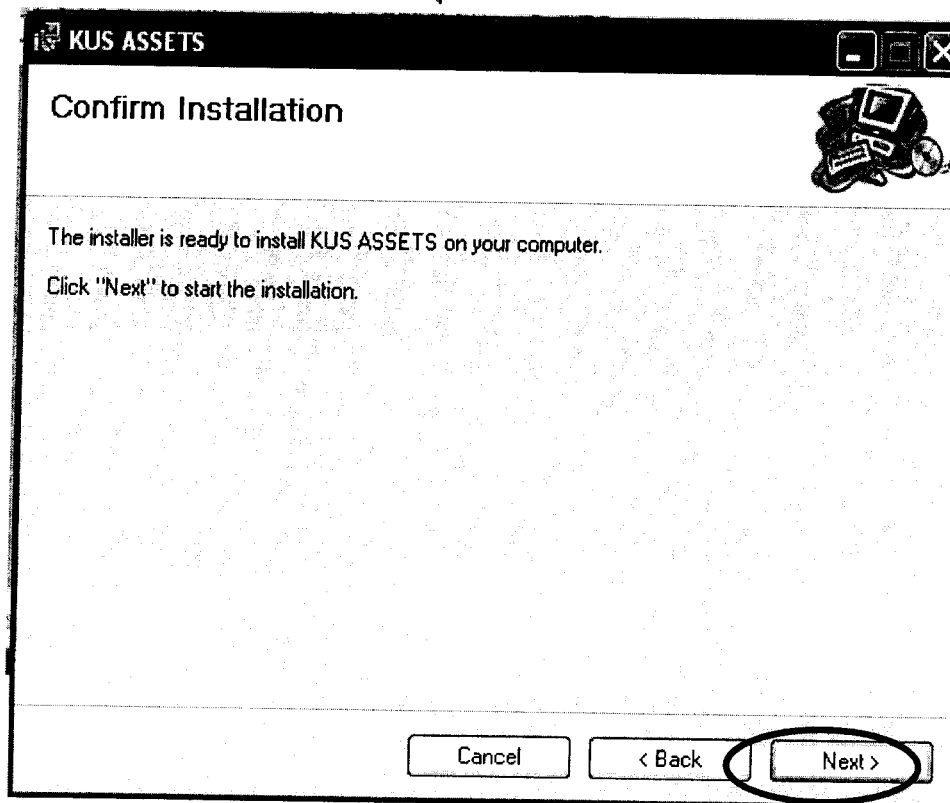 KUS ASSETS
Confirm Installation
The installer is ready to install KUS ASSETS on your computer.
Click "Next" to start the installation.
Cancel
< Back
Next >